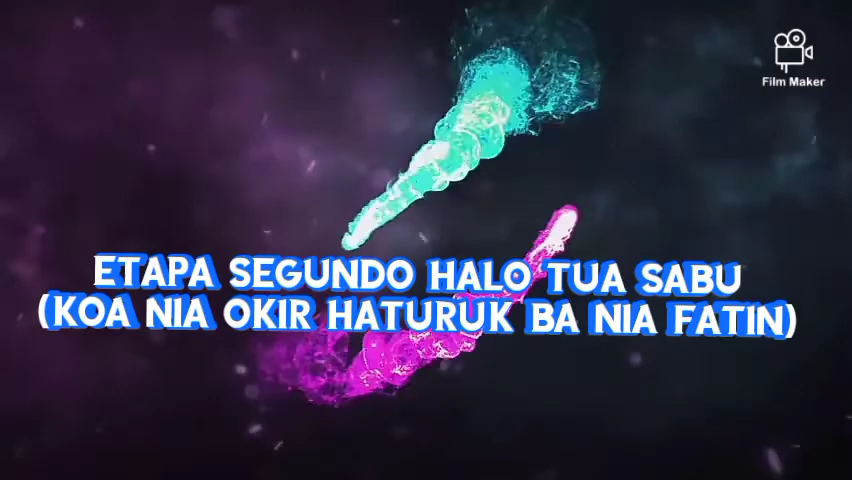 Film Maker
ETAPA SEGUNDO HALO TUA SABU
(KOA NIA OKIR HATURUK BA NIA FATIN)